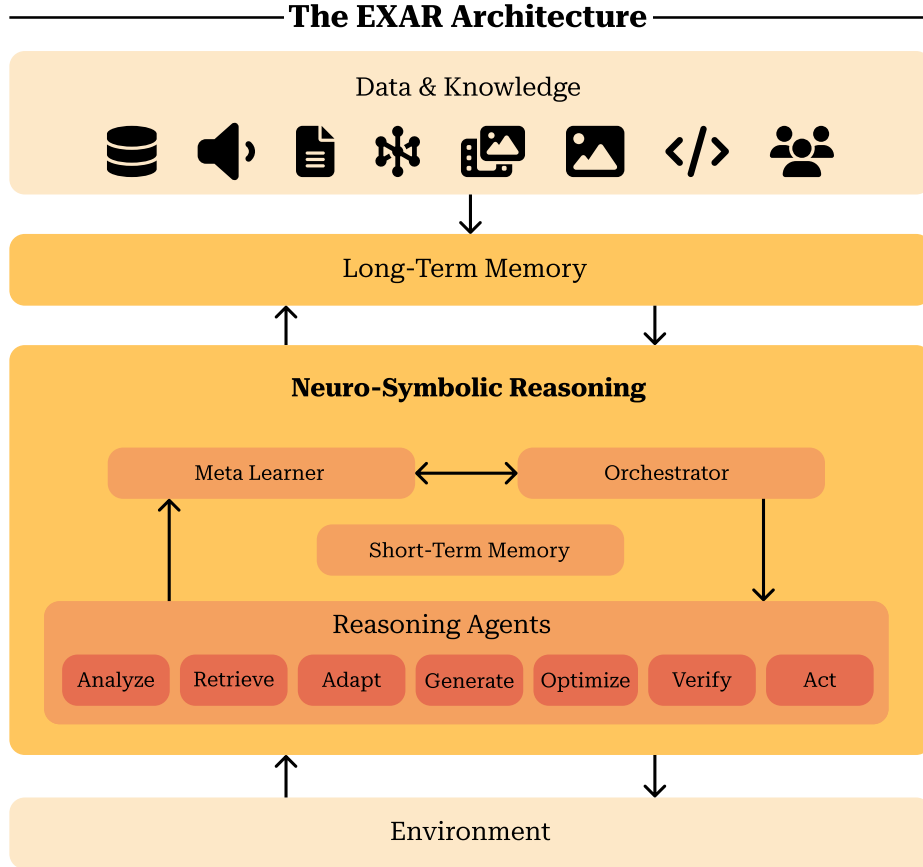 The EXAR Architecture
Data & Knowledge
Long-Term Memory
Neuro-Symbolic Reasoning
Meta Learner
Orchestrator
Short-Term Memory
Reasoning Agents
Analyze
Retrieve
Adapt
Generate
Optimize
Verify
Act
Environment